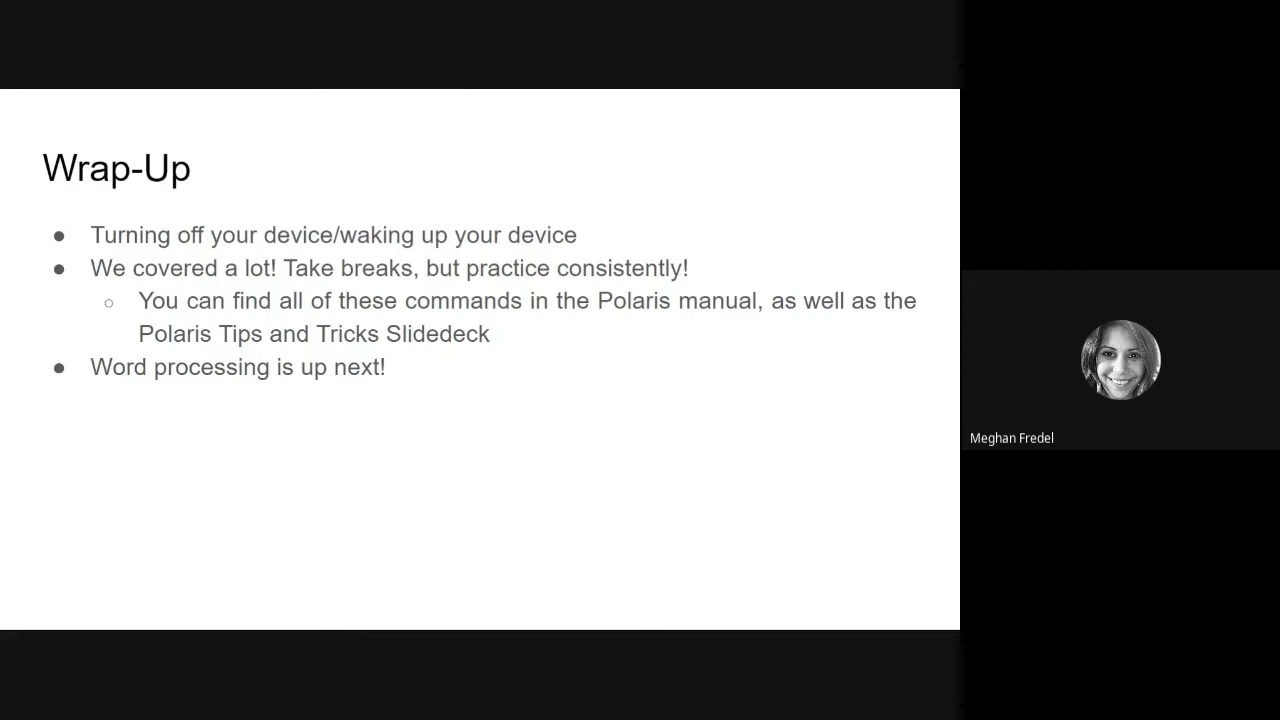 Wrap-Up
● Turning off your device/waking up your device
● We covered a lot! Take breaks, but practice consistently!
○ You can find all of these commands in the Polaris manual, as well as the
Polaris Tips and Tricks Slidedeck
● Word processing is up next!
Meghan Fredel